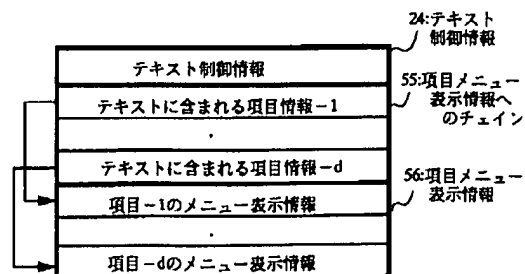 24:テキスト
制御情報
テキスト制御情報
テキストに含まれる項目情報-1
55:項目メニュー
表示情報へ
のチェイン
・
テキストに含まれる項目情報-d
56:項目メニュー
表示情報
項目-1のメニュー表示情報
・
項目-dのメニュー表示情報